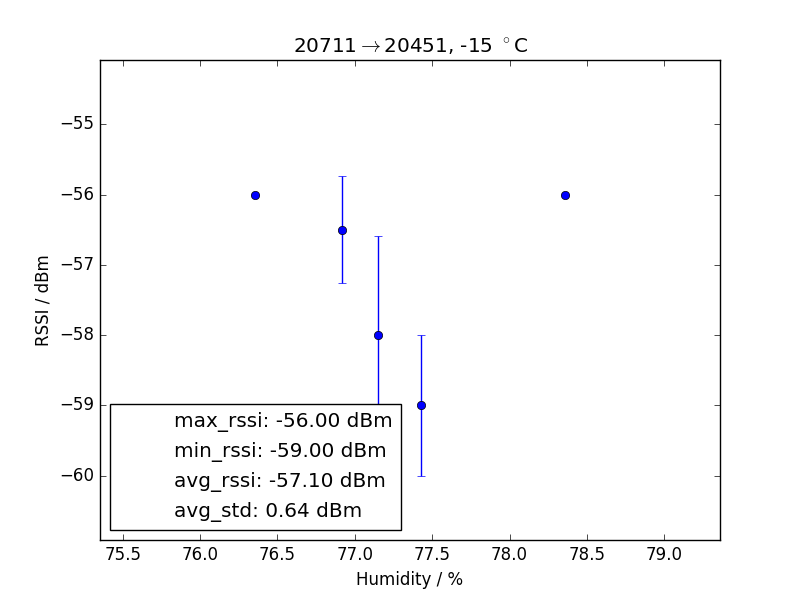 20711→20451, -15 °C
−55
−56
−57
−58
−59
−60
RSSI / dBm
max_rssi: -56.00 dBm
min_rssi: -59.00 dBm
avg_rssi: -57.10 dBm
avg_std: 0.64 dBm
75.5 76.0 76.5 77.0 77.5 78.0 78.5 79.0
Humidity / %